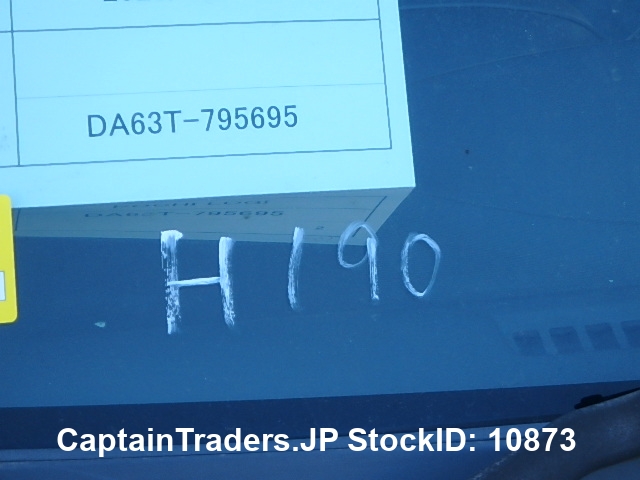 DA63T-795695
H190
CaptainTraders.JP StockID: 10873